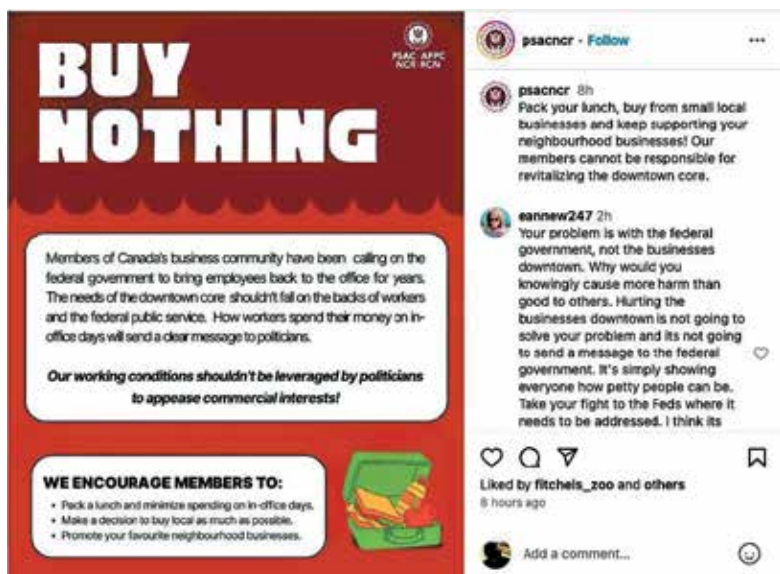 BUY
NOTHING
PSAC AFPC
NCR RCN
Members of Canada's business community have been calling on the
federal government to bring employees back to the office for years.
The needs of the downtown core shouldn't fall on the backs of workers
and the federal public service. How workers spend their money on in-
office days will send a clear message to politicians.
Our working conditions shouldn't be leveraged by politicians
to appease commercial interests!
WE ENCOURAGE MEMBERS TO:
• Pack a lunch and minimize spending on in-office days.
• Make a decision to buy local as much as possible.
• Promote your favourite neighbourhood businesses.
psacncr • Follow
psacncr 8h
Pack your lunch, buy from small local
businesses and keep supporting your
neighbourhood businesses! Our
members cannot be responsible for
revitalizing the downtown core.
eannew247 2h
Your problem is with the federal
government, not the businesses
downtown. Why would you
knowingly cause more harm than
good to others. Hurting the
businesses downtown is not going to
solve your problem and its not going
to send a message to the federal
government. It's simply showing
everyone how petty people can be.
Take your fight to the Feds where it
needs to be addressed. I think its
Liked by fitchels_zoo and others
8 hours ago
Add a comment...